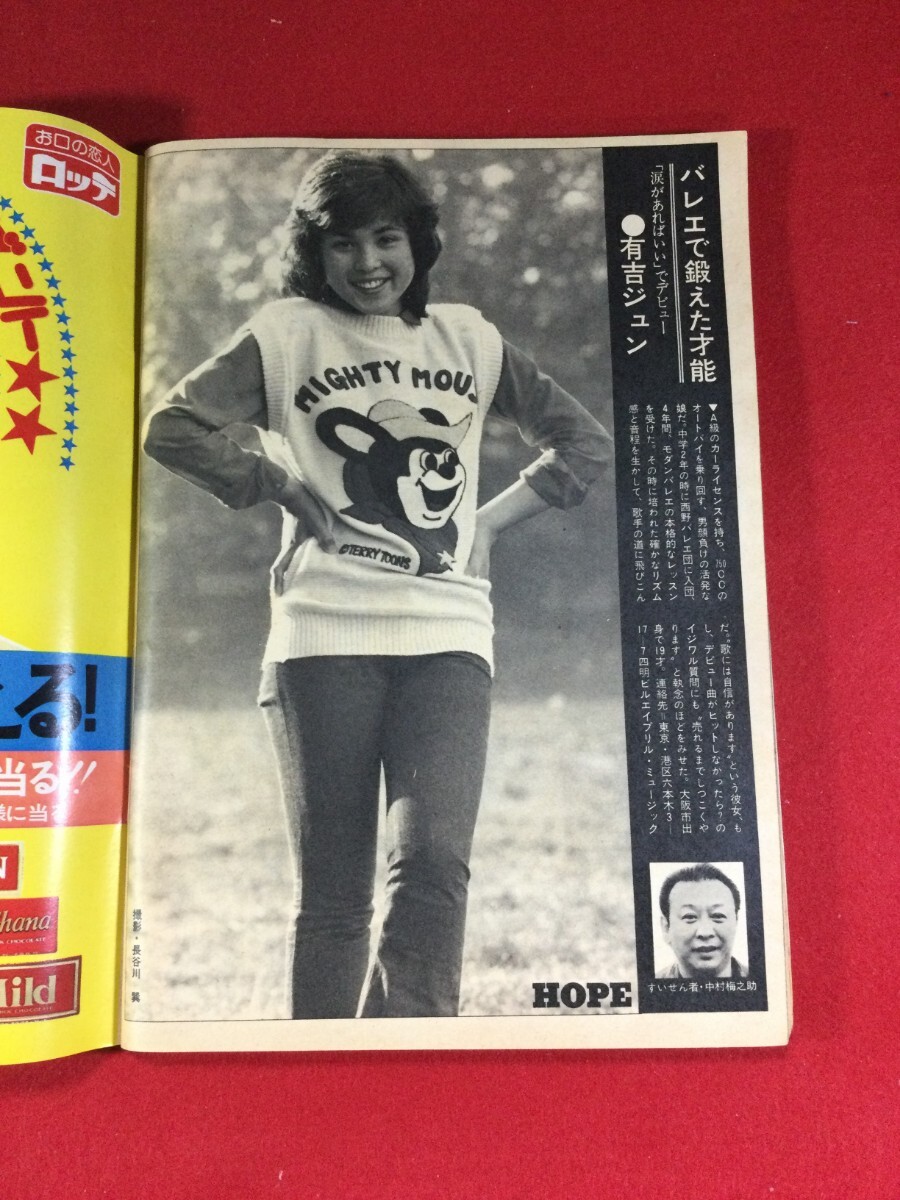 お口の恋人
ロッテ
る!
当る!!
様に当る
hana
Mild
バレエで鍛えた才能
「涙があればいい」でデビュー
●有吉ジュン
▼A級のカーライセンスを持ち、750CCの
オートバイを乗り回す、男顔負けの活発な
娘だ。中学2年の時に西野バレエ団に入団、
4年間、モダンバレエの本格的なレッスン
を受けた。その時に培われた確かなリズム
感と音程を生かして、歌手の道に飛びこん
だ。〝歌には自信があります〟という彼女、も
し、デビュー曲がヒットしなかったら?の
イジワル質問にも〝売れるまでしつこくや
ります〟と執念のほどをみせた。大阪市出
身で19才。連絡先=東京・港区六本木3—
17—7四明ビルエイプリル・ミュージック
MIGHTY MOUS
©TERRY TOONS
撮影・長谷川 巽
HOPE
すいせん者・中村梅之助